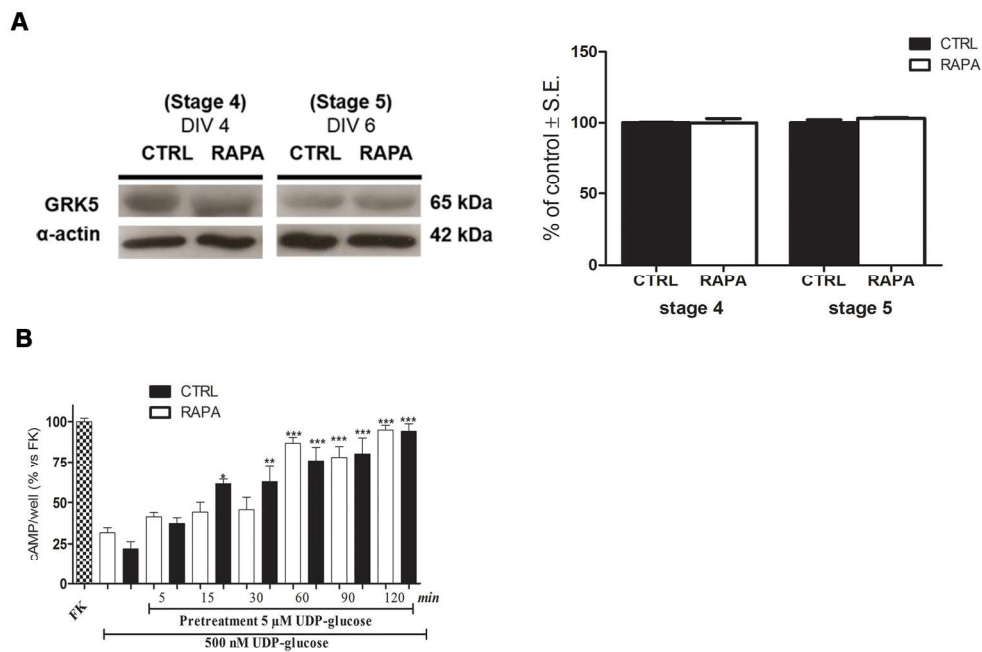 A
(Stage 4) (Stage 5)
DIV 4 DIV 6
CTRL RAPA CTRL RAPA
GRK5 65 kDa
α-actin 42 kDa
CTRL
RAPA
% of control ± S.E.
150
100
50
0
CTRL RAPA CTRL RAPA
stage 4 stage 5
B
CTRL
RAPA
cAMP/well (% vs FK)
100
75
50
25
0
* ** *** *** *** *** *** ***
FK 5 15 30 60 90 120 min
Pretreatment 5 µM UDP-glucose
500 nM UDP-glucose